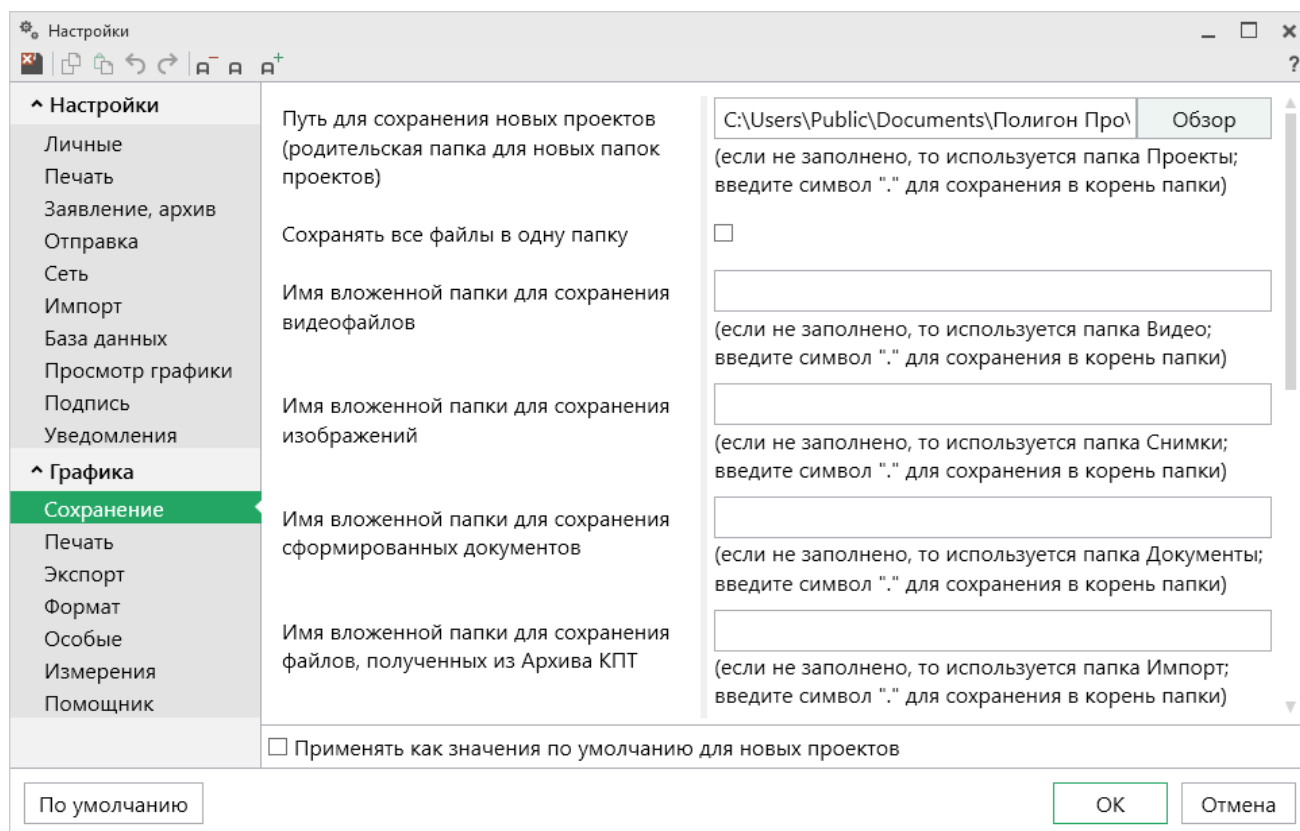 Настройки
?
Настройки
Личные
Печать
Заявление, архив
Отправка
Сеть
Импорт
База данных
Просмотр графики
Подпись
Уведомления
Графика
Сохранение
Печать
Экспорт
Формат
Особые
Измерения
Помощник
Путь для сохранения новых проектов
(родительская папка для новых папок
проектов)
C:\Users\Public\Documents\Полигон Про\
Обзор
(если не заполнено, то используется папка Проекты;
введите символ "." для сохранения в корень папки)
Сохранять все файлы в одну папку
Имя вложенной папки для сохранения
видеофайлов
(если не заполнено, то используется папка Видео;
введите символ "." для сохранения в корень папки)
Имя вложенной папки для сохранения
изображений
(если не заполнено, то используется папка Снимки;
введите символ "." для сохранения в корень папки)
Имя вложенной папки для сохранения
сформированных документов
(если не заполнено, то используется папка Документы;
введите символ "." для сохранения в корень папки)
Имя вложенной папки для сохранения
файлов, полученных из Архива КПТ
(если не заполнено, то используется папка Импорт;
введите символ "." для сохранения в корень папки)
Применять как значения по умолчанию для новых проектов
По умолчанию
ОК
Отмена